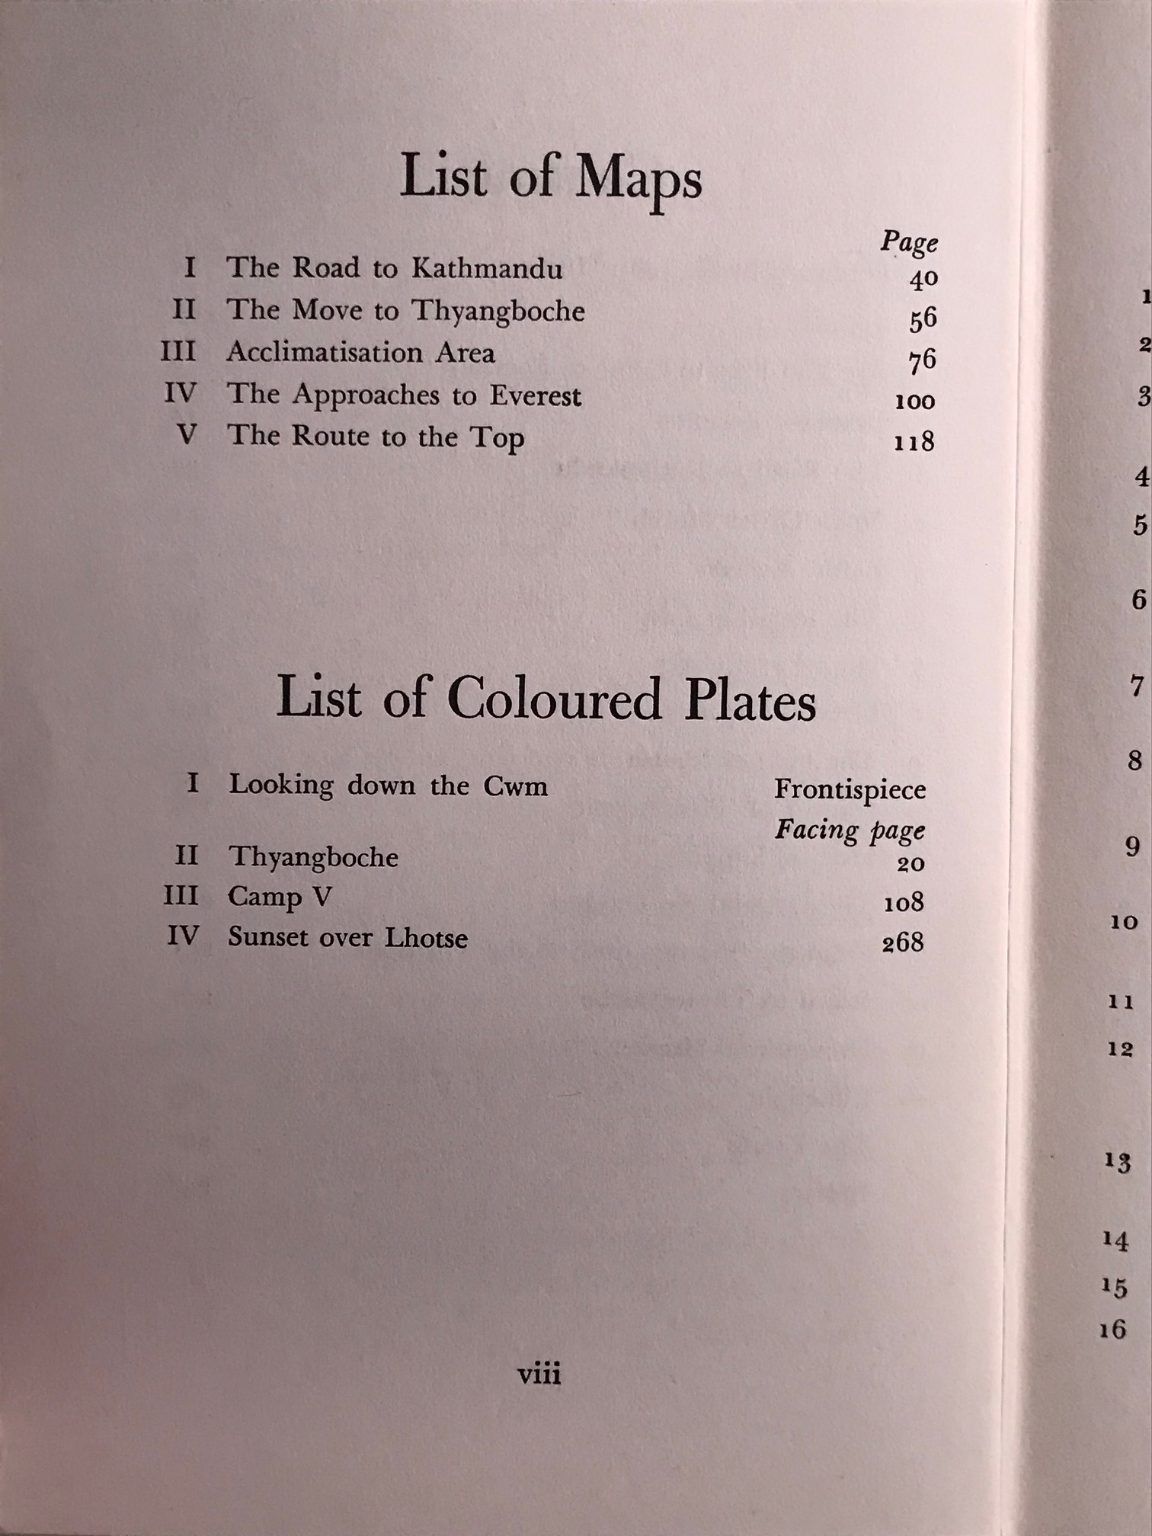 List of Maps
Page
I The Road to Kathmandu 40
II The Move to Thyangboche 56
III Acclimatisation Area 76
IV The Approaches to Everest 100
V The Route to the Top 118
List of Coloured Plates
I Looking down the Cwm Frontispiece
Facing page
II Thyangboche 20
III Camp V 108
IV Sunset over Lhotse 268
viii
1
2
3
4
5
6
7
8
9
10
11
12
13
14
15
16